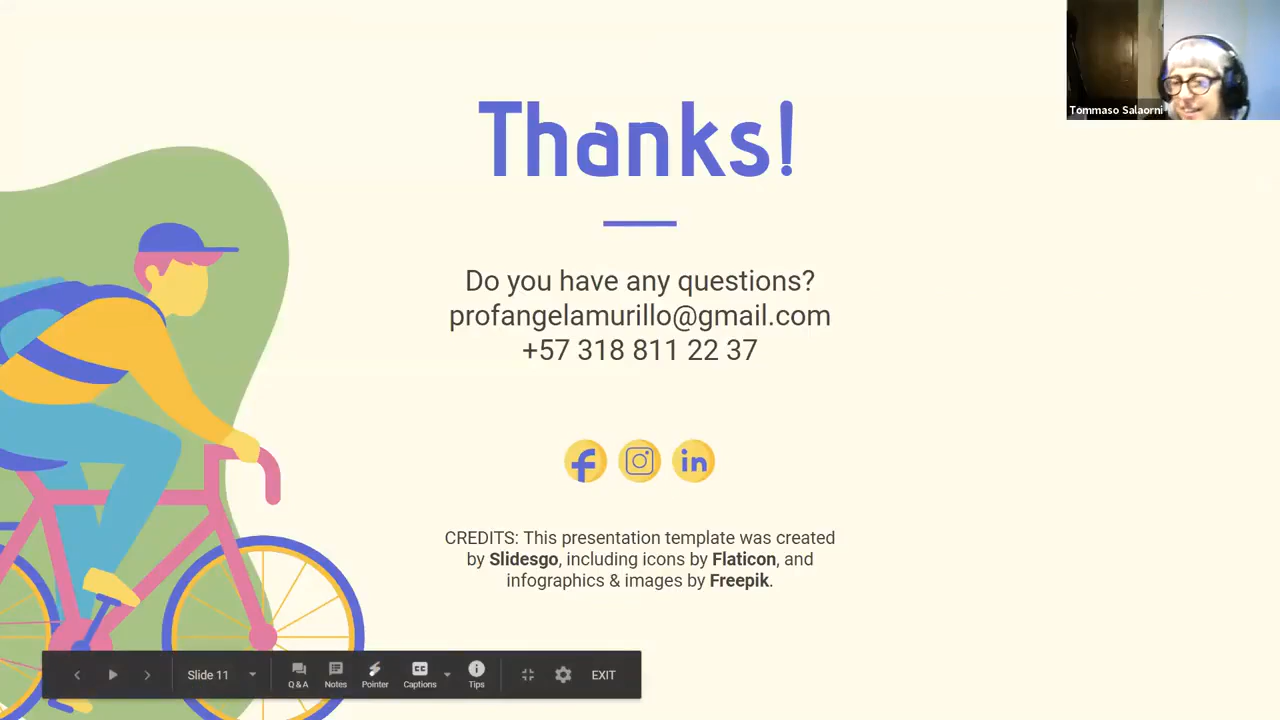 Tommaso Salaorni
Thanks!
Do you have any questions?
profangelamurillo@gmail.com
+57 318 811 22 37
CREDITS: This presentation template was created
by Slidesgo, including icons by Flaticon, and
infographics & images by Freepik.
Slide 11
Q & A
Notes
Pointer
CC
Captions
Tips
EXIT